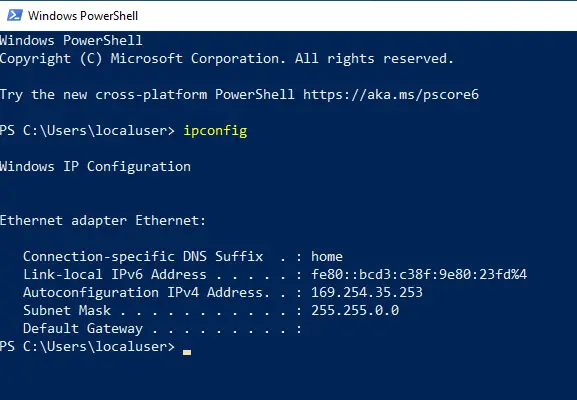 Windows PowerShell
Windows PowerShell
Copyright (C) Microsoft Corporation. All rights reserved.
Try the new cross-platform PowerShell https://aka.ms/pscore6
PS C:\Users\localuser> ipconfig
Windows IP Configuration
Ethernet adapter Ethernet:
Connection-specific DNS Suffix  . : home
Link-local IPv6 Address . . . . . : fe80::bcd3:c38f:9e80:23fd%4
Autoconfiguration IPv4 Address. . : 169.254.35.253
Subnet Mask . . . . . . . . . . . : 255.255.0.0
Default Gateway . . . . . . . . . :
PS C:\Users\localuser>